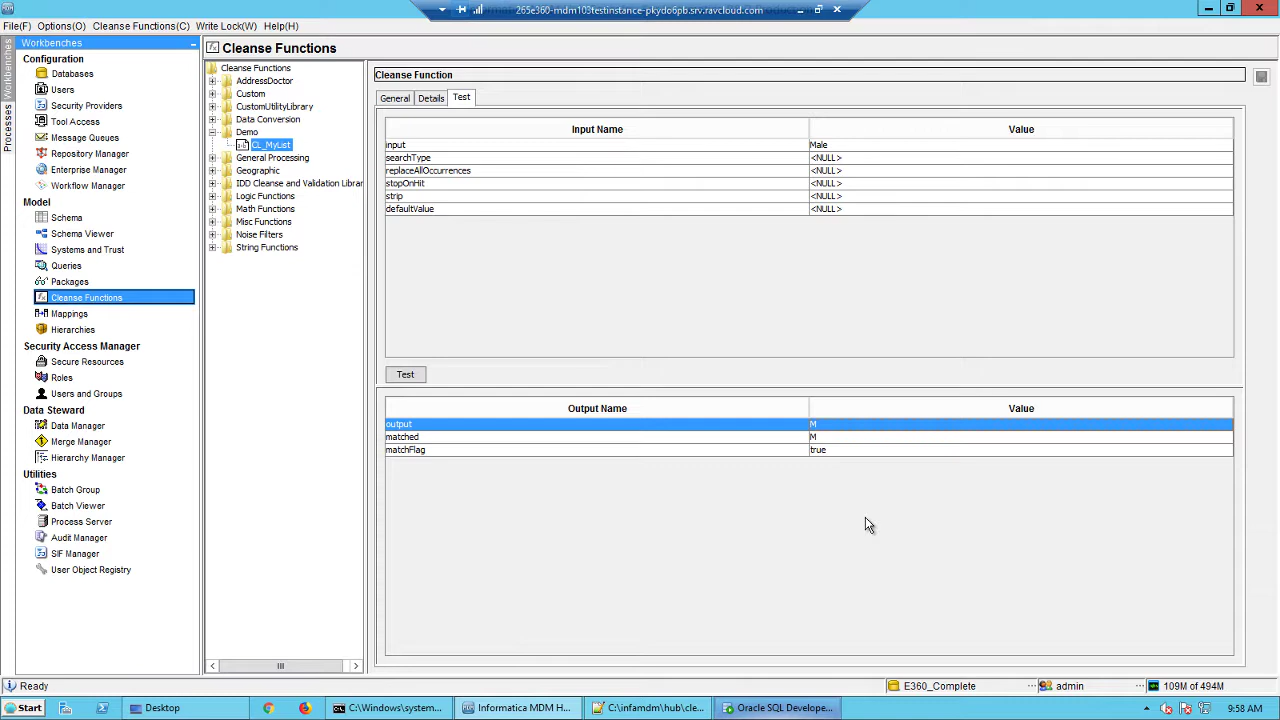 265e360-mdm103testinstance-pkydo6pb.srv.ravcloud.com
File(F) Options(O) Cleanse Functions(C) Write Lock(W) Help(H)
Workbenches
Processes
Workbenches
Configuration
Databases
Users
Security Providers
Tool Access
Message Queues
Repository Manager
Enterprise Manager
Workflow Manager
Model
Schema
Schema Viewer
Systems and Trust
Queries
Packages
Cleanse Functions
Mappings
Hierarchies
Security Access Manager
Secure Resources
Roles
Users and Groups
Data Steward
Data Manager
Merge Manager
Hierarchy Manager
Utilities
Batch Group
Batch Viewer
Process Server
Audit Manager
SIF Manager
User Object Registry
Cleanse Functions
Cleanse Functions
AddressDoctor
Custom
CustomUtilityLibrary
Data Conversion
Demo
CL_MyList
General Processing
Geographic
IDD Cleanse and Validation Librar
Logic Functions
Math Functions
Misc Functions
Noise Filters
String Functions
Cleanse Function
General Details Test
Input Name Value
input Male
searchType <NULL>
replaceAllOccurrences <NULL>
stopOnHit <NULL>
strip <NULL>
defaultValue <NULL>
Test
Output Name Value
output M
matched M
matchFlag true
Ready E360_Complete admin 109M of 494M
Start Desktop C:\Windows\system... Informatica MDM H... C:\infamdm\hub\cle... Oracle SQL Develope... 9:58 AM